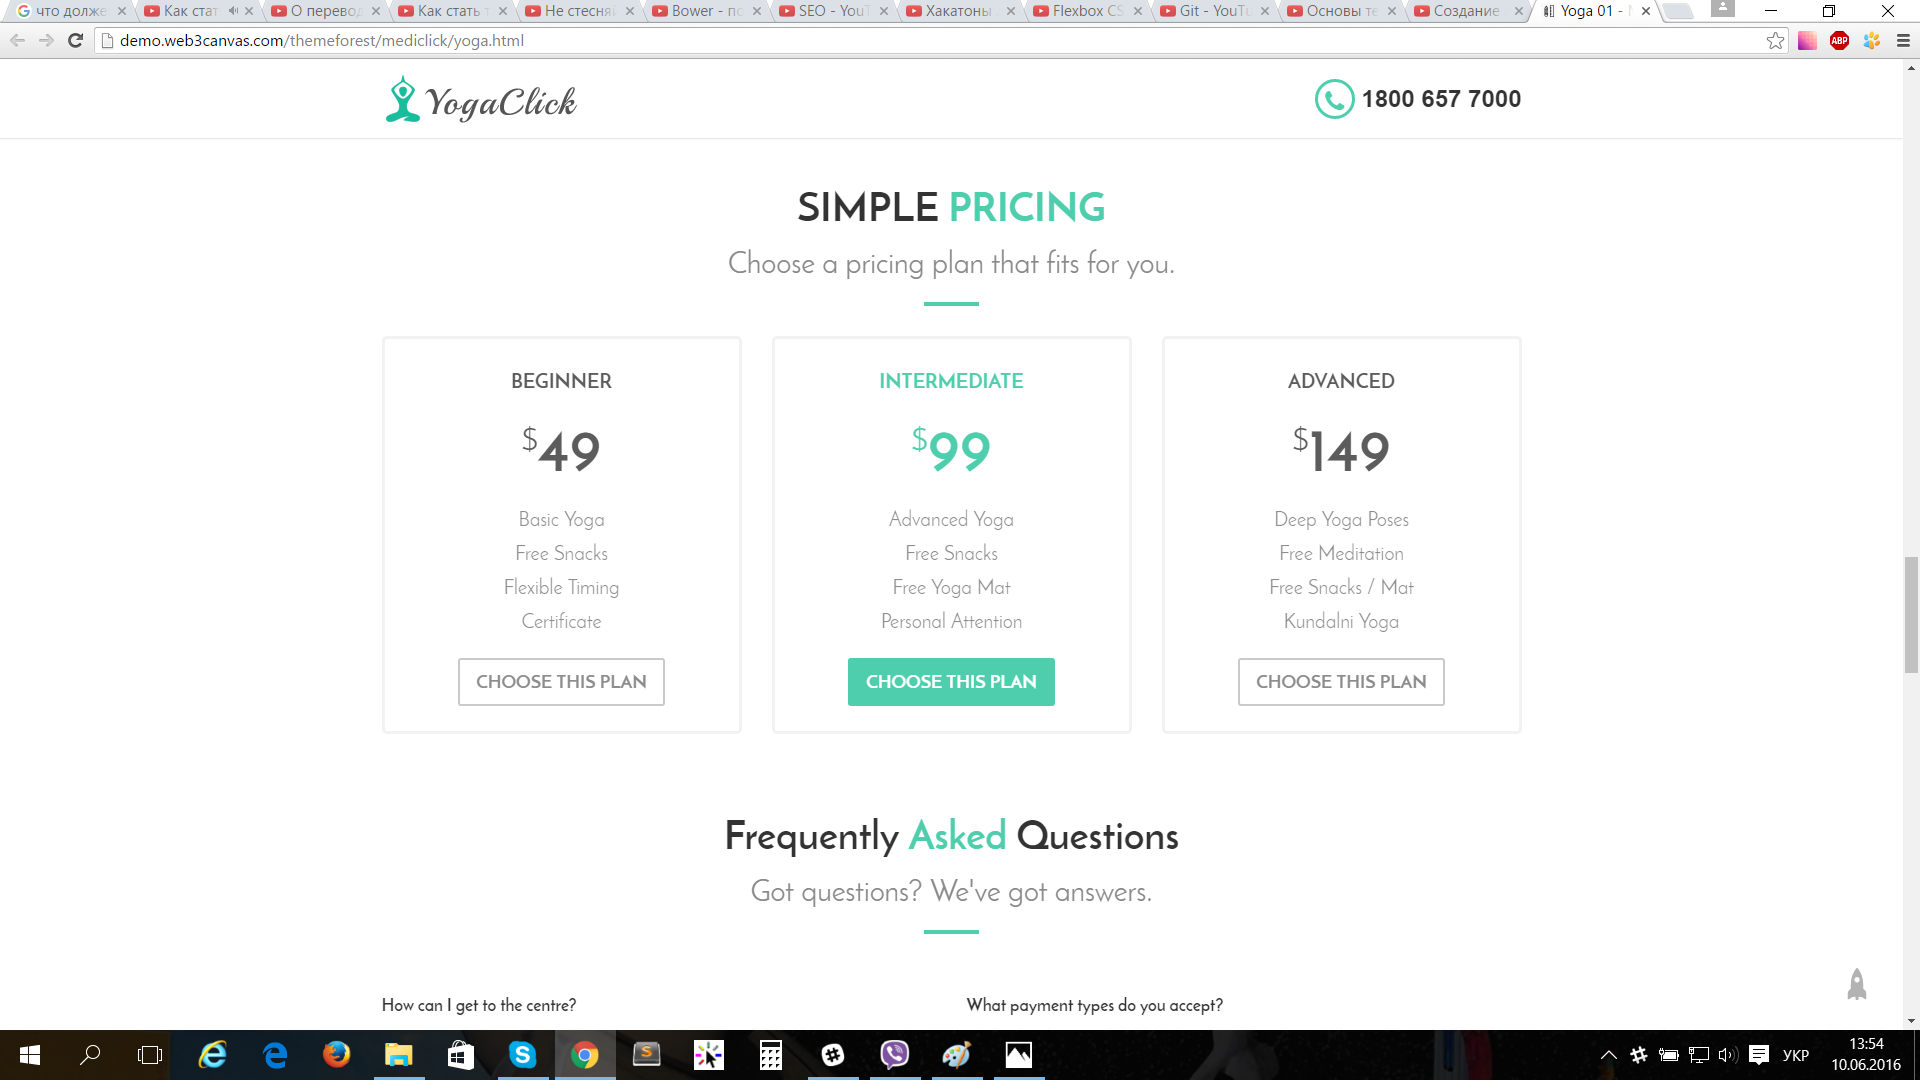 что долже
Как стат
О перевод
Как стать т
Не стесняй
Bower - по
SEO - YouT
Хакатоны
Flexbox CS
Git - YouTu
Основы те
Создание
Yoga 01 -
demo.web3canvas.com/themeforest/mediclick/yoga.html
ABP
YogaClick
1800 657 7000
SIMPLE PRICING
Choose a pricing plan that fits for you.
BEGINNER
$49
Basic Yoga
Free Snacks
Flexible Timing
Certificate
CHOOSE THIS PLAN
INTERMEDIATE
$99
Advanced Yoga
Free Snacks
Free Yoga Mat
Personal Attention
CHOOSE THIS PLAN
ADVANCED
$149
Deep Yoga Poses
Free Meditation
Free Snacks / Mat
Kundalni Yoga
CHOOSE THIS PLAN
Frequently Asked Questions
Got questions? We've got answers.
How can I get to the centre?
What payment types do you accept?
УКР
13:54
10.06.2016